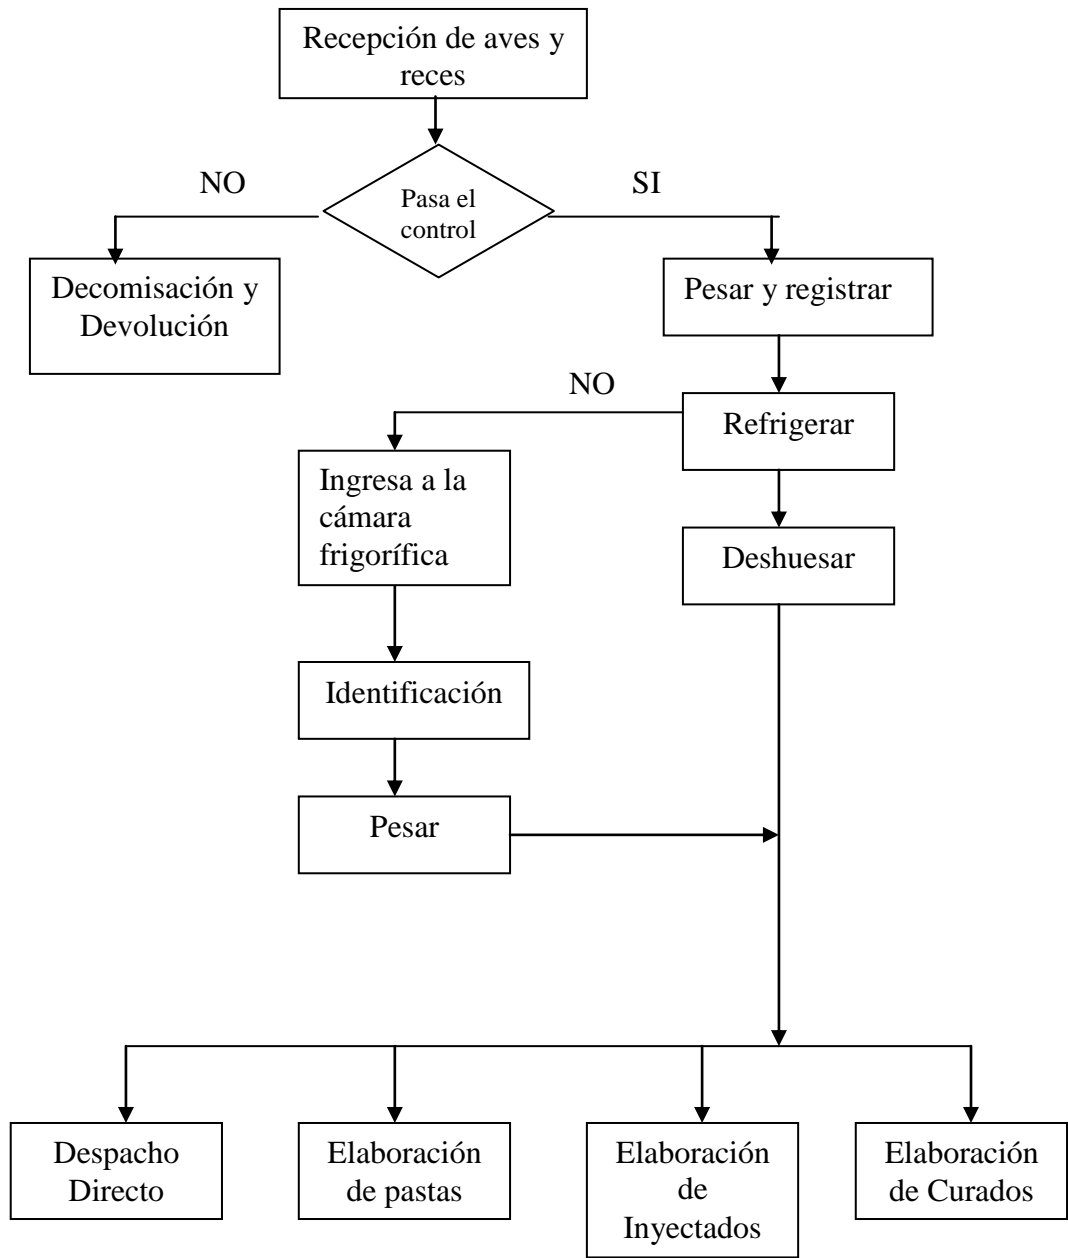 Recepción de aves y
reces
NO
SI
Pasa el
control
Decomisación y
Devolución
Pesar y registrar
NO
Refrigerar
Ingresa a la
cámara
frigorífica
Deshuesar
Identificación
Pesar
Despacho
Directo
Elaboración
de pastas
Elaboración
de
Inyectados
Elaboración
de Curados